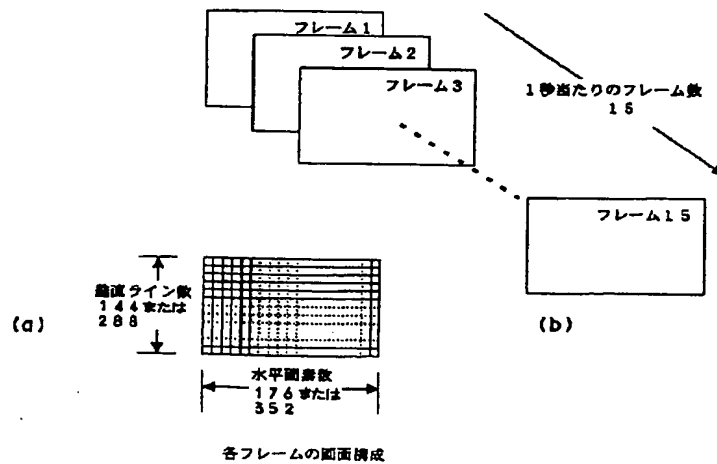 フレーム1
フレーム2
フレーム3
1秒当たりのフレーム数
15
フレーム15
垂直ライン数
144または
288
(a)
(b)
水平画素数
176または
352
各フレームの画面構成